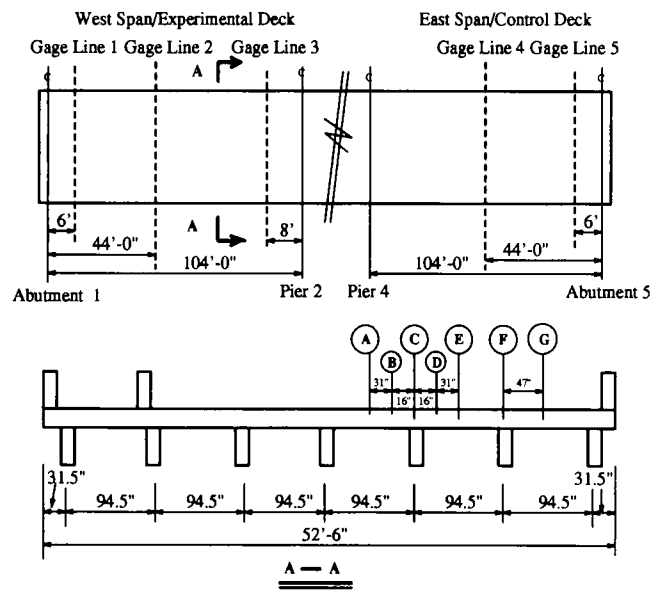 West Span/Experimental Deck East Span/Control Deck
Gage Line 1 Gage Line 2 Gage Line 3 Gage Line 4 Gage Line 5
A
¢ ¢ ¢ ¢
A
6' 8' 6'
44'-0" 44'-0"
104'-0" 104'-0"
Abutment 1 Pier 2 Pier 4 Abutment 5
A C E F G
B D
31" 31" 47"
16" 16"
31.5" 31.5"
94.5" 94.5" 94.5" 94.5" 94.5" 94.5"
52'-6"
A — A